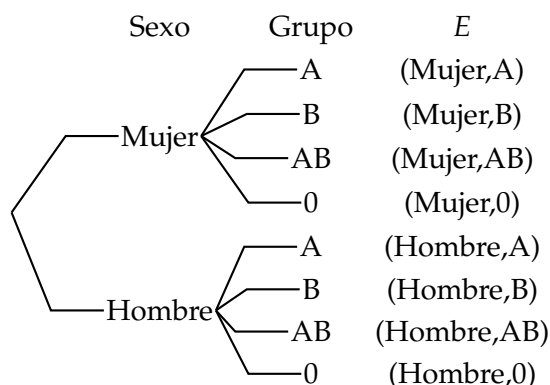 Sexo Grupo E
A (Mujer,A)
B (Mujer,B)
Mujer
AB (Mujer,AB)
0 (Mujer,0)
A (Hombre,A)
B (Hombre,B)
Hombre
AB (Hombre,AB)
0 (Hombre,0)